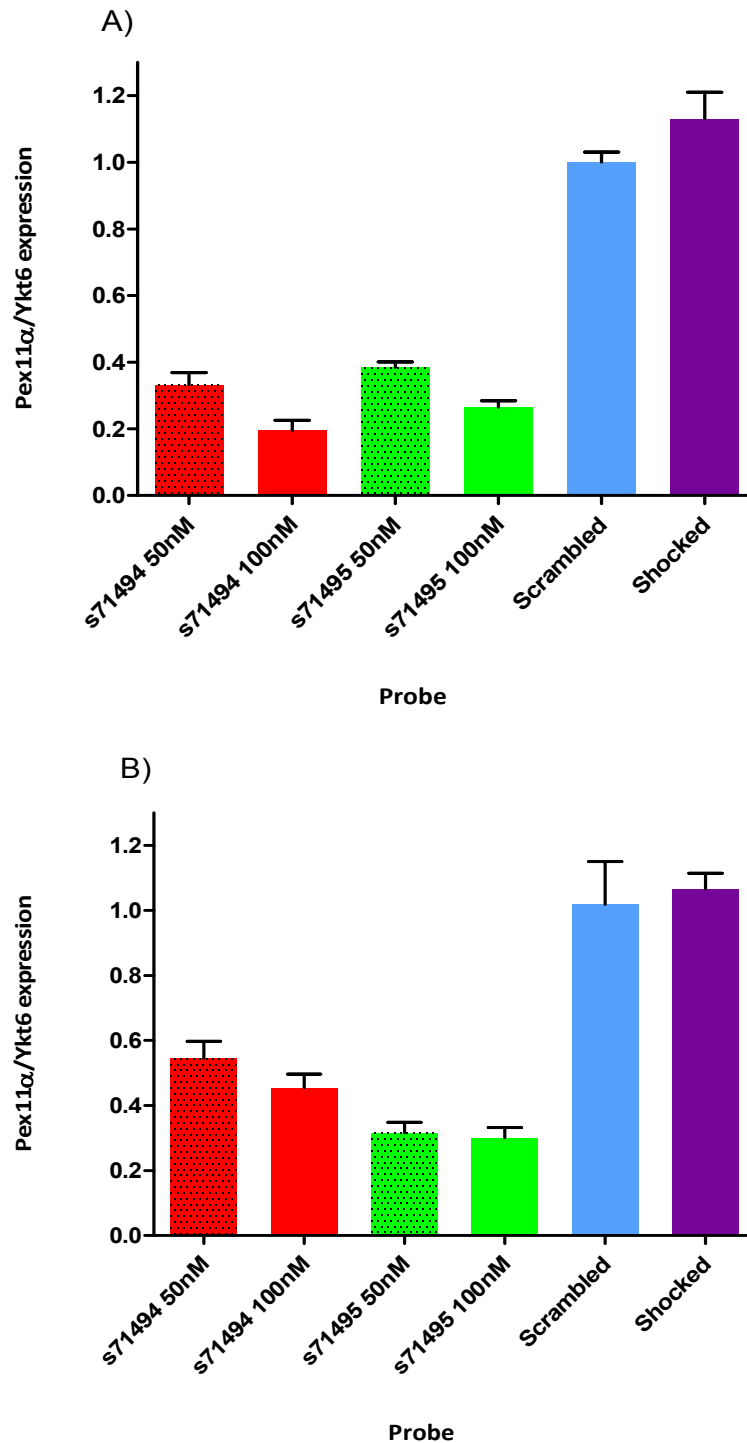 A)
Pex11α/Ykt6 expression
1.2
1.0
0.8
0.6
0.4
0.2
0.0
s71494 50nM
s71494 100nM
s71495 50nM
s71495 100nM
Scrambled
Shocked
Probe
B)
Pex11α/Ykt6 expression
1.2
1.0
0.8
0.6
0.4
0.2
0.0
s71494 50nM
s71494 100nM
s71495 50nM
s71495 100nM
Scrambled
Shocked
Probe